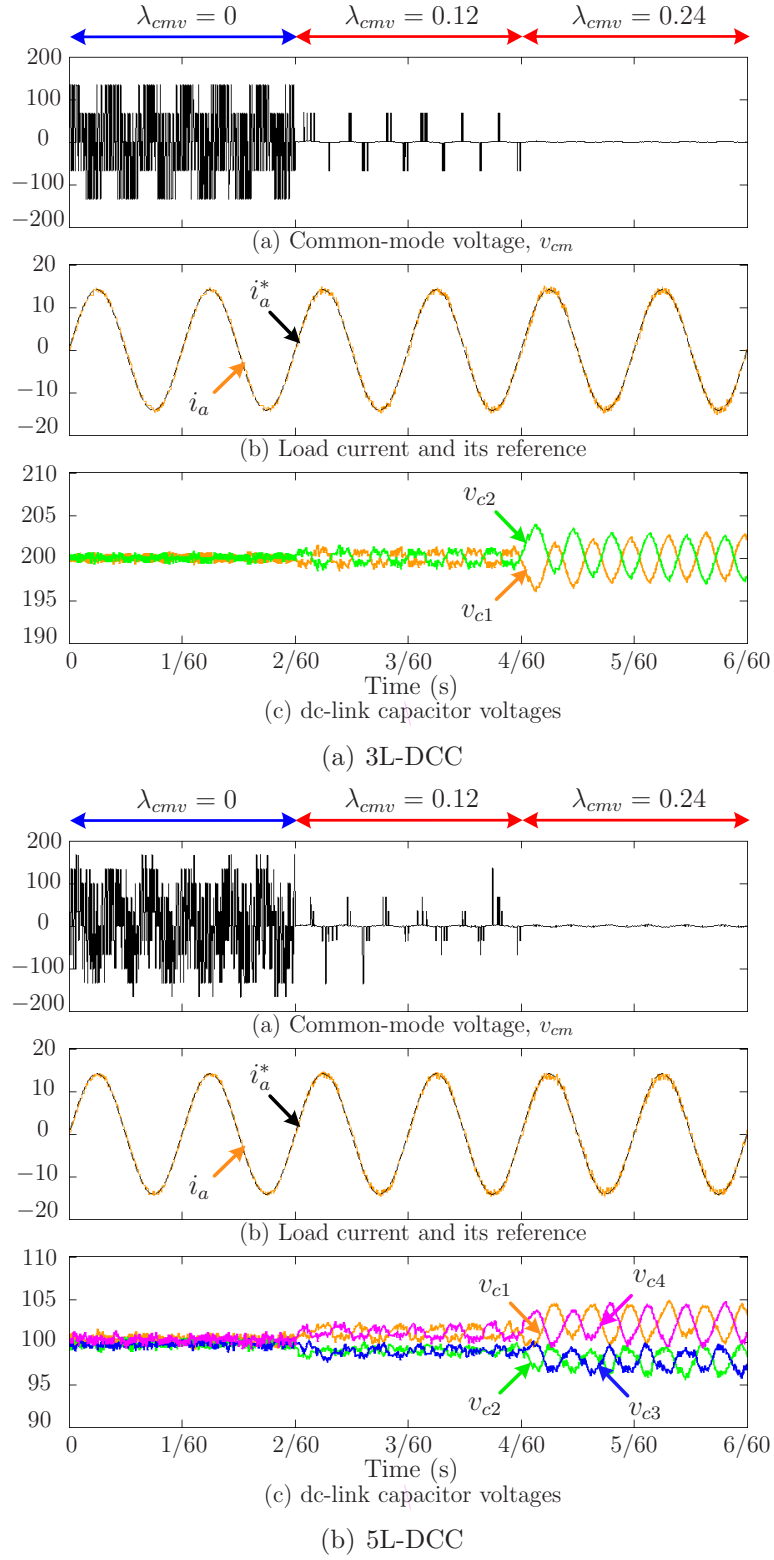 λcmv = 0 λcmv = 0.12 λcmv = 0.24
200
100
0
−100
−200
(a) Common-mode voltage, vcm
20
10
0
−10
−20
i*a
ia
(b) Load current and its reference
210
205
200
195
190
vc2
vc1
0 1/60 2/60 3/60 4/60 5/60 6/60
Time (s)
(c) dc-link capacitor voltages
(a) 3L-DCC
λcmv = 0 λcmv = 0.12 λcmv = 0.24
200
100
0
−100
−200
(a) Common-mode voltage, vcm
20
10
0
−10
−20
i*a
ia
(b) Load current and its reference
110
105
100
95
90
vc1 vc4
vc2 vc3
0 1/60 2/60 3/60 4/60 5/60 6/60
Time (s)
(c) dc-link capacitor voltages
(b) 5L-DCC